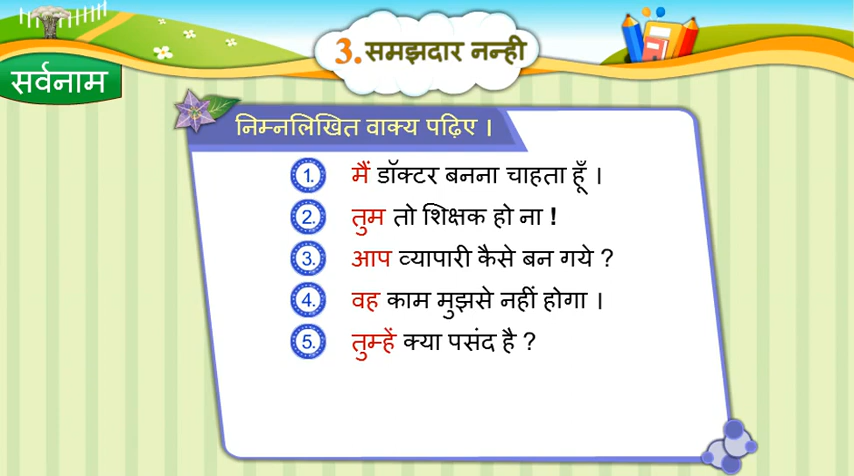 3. समझदार नन्ही
सर्वनाम
निम्नलिखित वाक्य पढ़िए ।
1. मैं डॉक्टर बनना चाहता हूँ ।
2. तुम तो शिक्षक हो ना !
3. आप व्यापारी कैसे बन गये ?
4. वह काम मुझसे नहीं होगा ।
5. तुम्हें क्या पसंद है ?